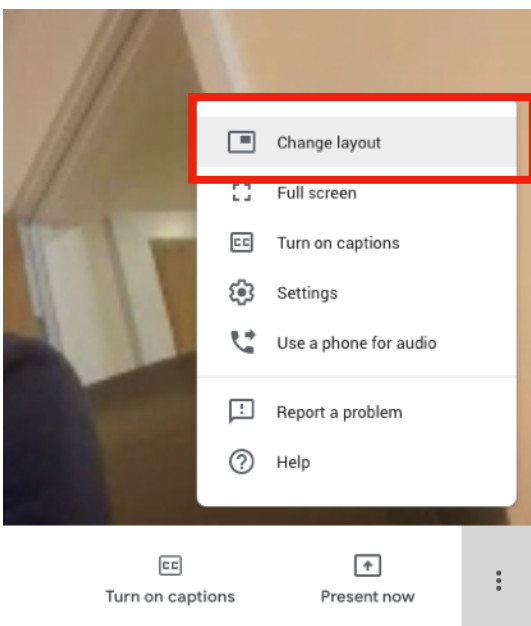 Change layout
Full screen
Turn on captions
Settings
Use a phone for audio
Report a problem
Help
Turn on captions
Present now